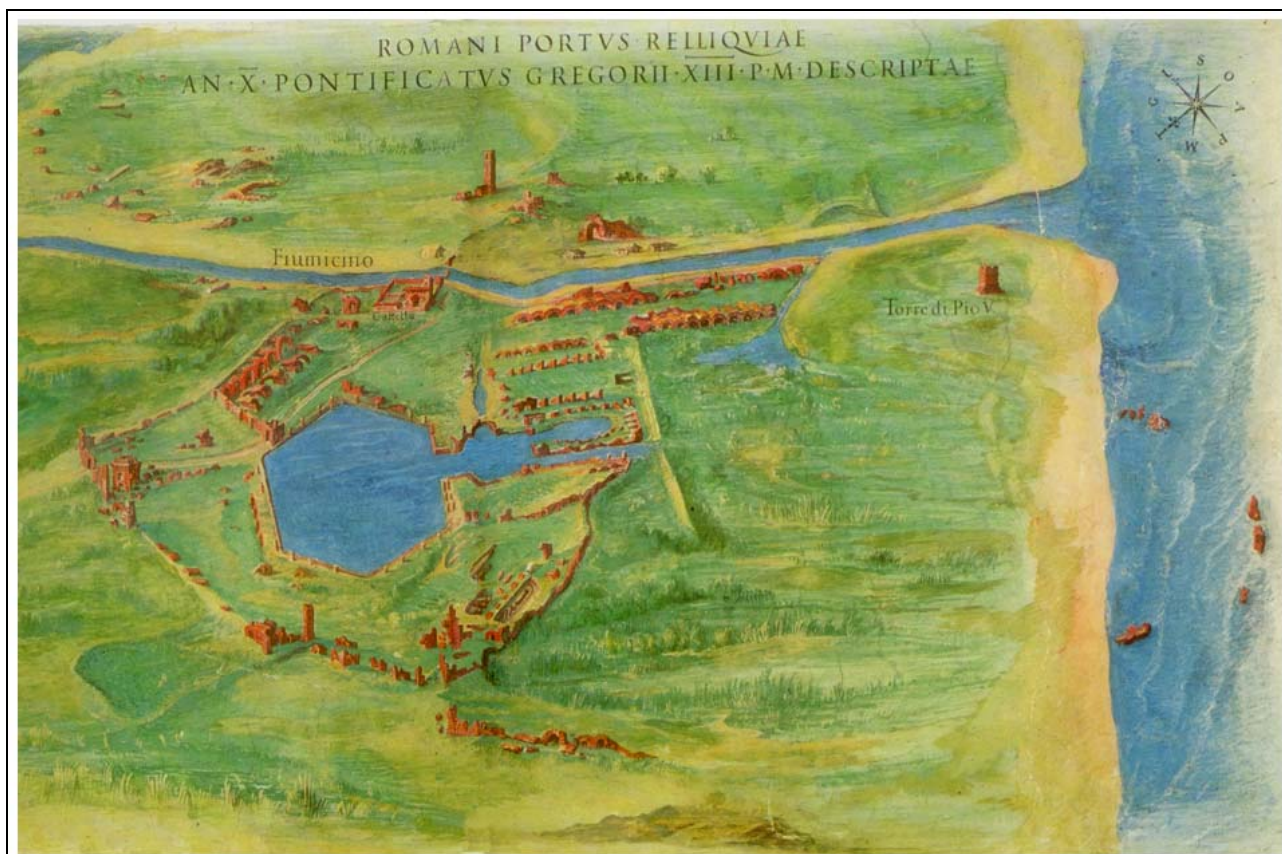 ROMANI PORTVS RELLIQVIAE
AN·X̅·PONTIFICATVS GREGORII·XIII·P·M·DESCRIPTAE
S
O
P
M
Fiumicino
Torre di Pio V